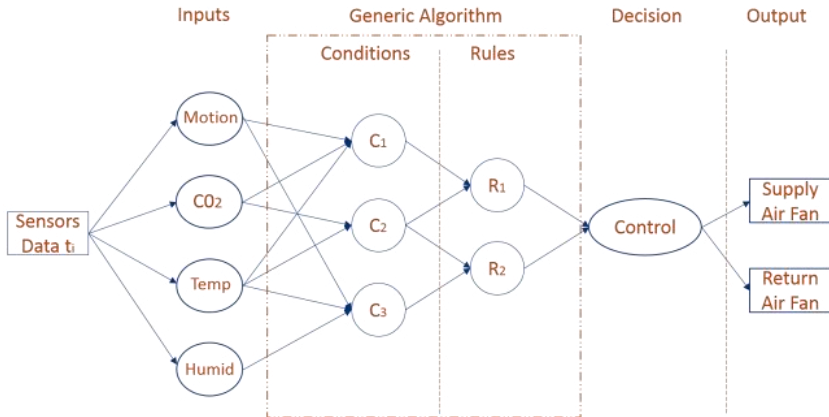 Inputs
Generic Algorithm
Decision
Output
Conditions
Rules
Motion
CO2
Temp
Humid
Sensors
Data ti
C1
C2
C3
R1
R2
Control
Supply
Air Fan
Return
Air Fan